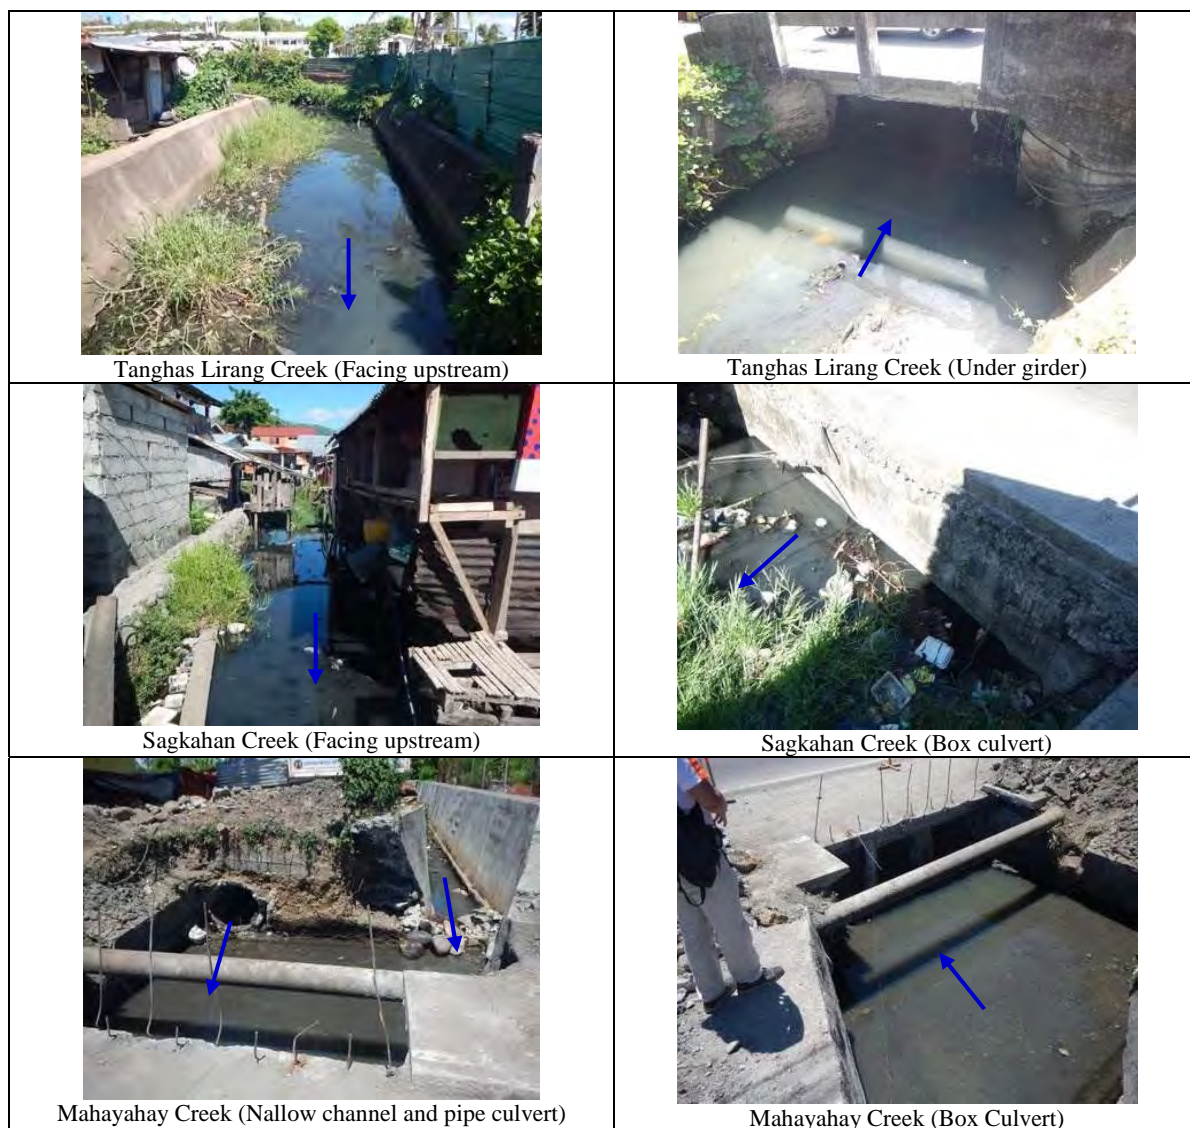 Tanghas Lirang Creek (Facing upstream)
Tanghas Lirang Creek (Under girder)
Sagkahan Creek (Facing upstream)
Sagkahan Creek (Box culvert)
Mahayahay Creek (Nallow channel and pipe culvert)
Mahayahay Creek (Box Culvert)